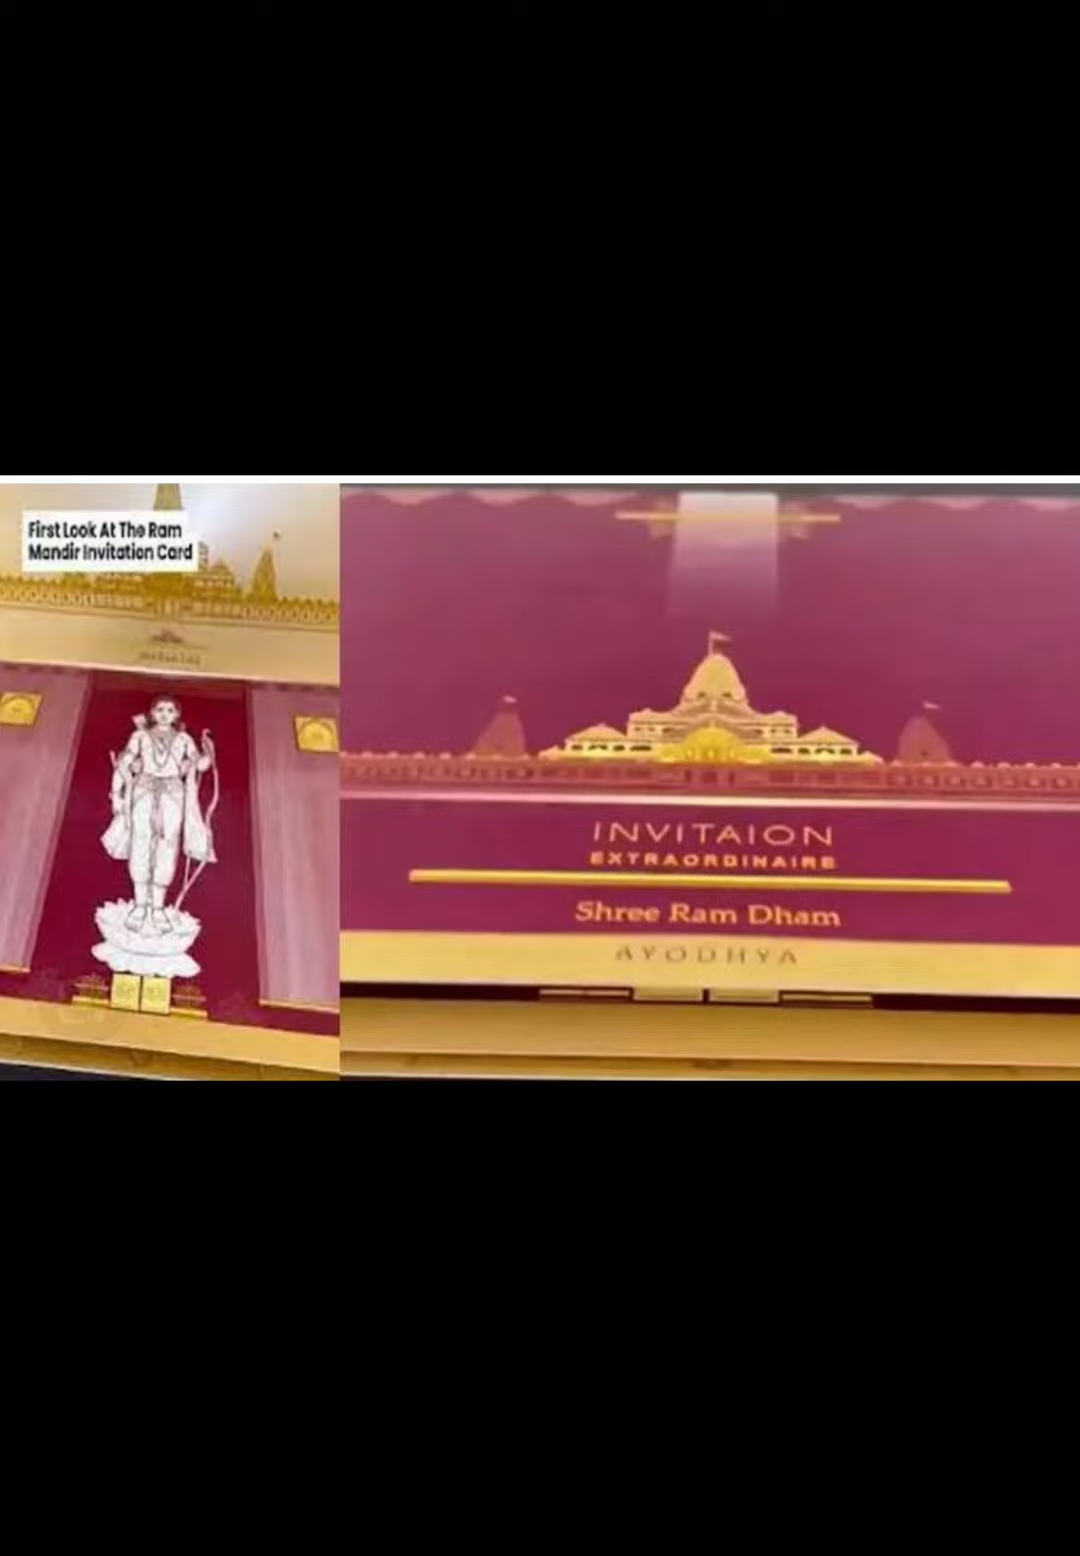 First Look At The Ram
Mandir Invitation Card
INVITAION
EXTRAORDINAIRE
Shree Ram Dham
AYODHYA